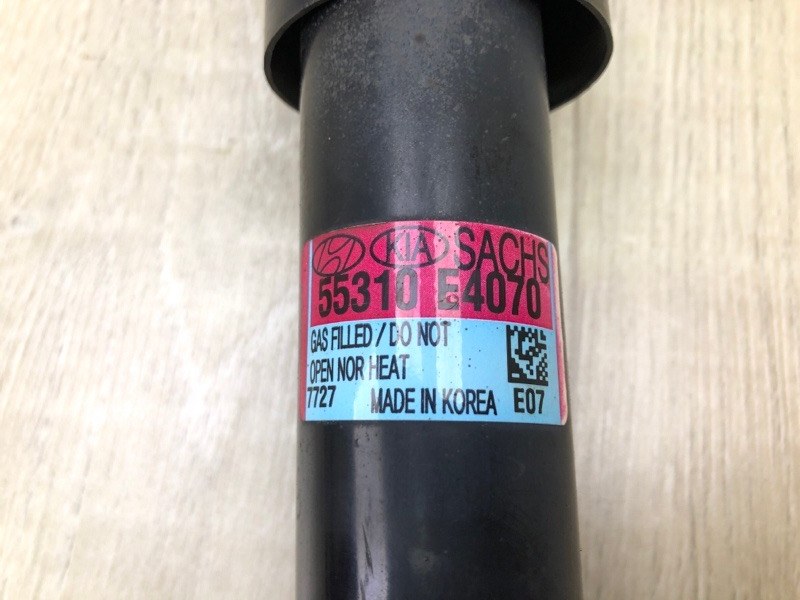 KIA SACHS
55310 E4070
GAS FILLED / DO NOT
OPEN NOR HEAT
7727 MADE IN KOREA E07